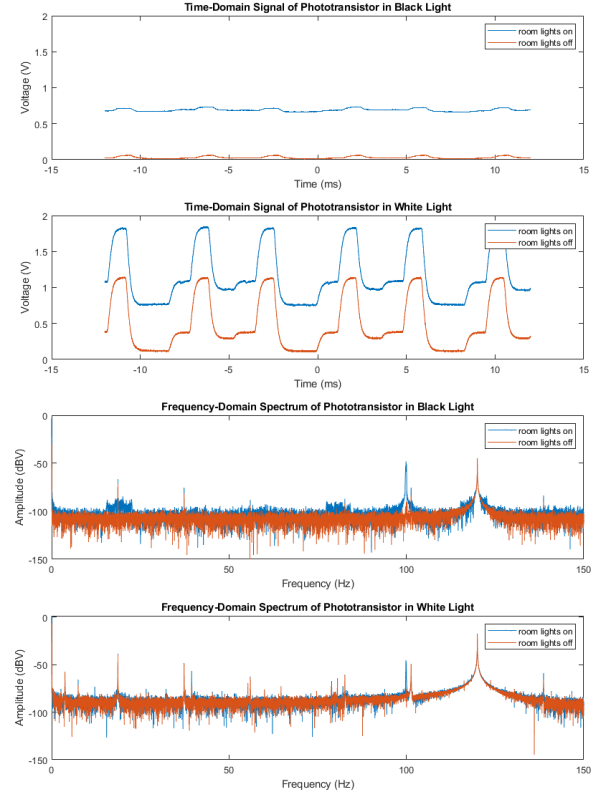 Time-Domain Signal of Phototransistor in Black Light
2
1.5
1
0.5
0
Voltage (V)
room lights on
room lights off
-15
-10
-5
0
5
10
15
Time (ms)
Time-Domain Signal of Phototransistor in White Light
2
1.5
1
0.5
0
Voltage (V)
room lights on
room lights off
-15
-10
-5
0
5
10
15
Time (ms)
Frequency-Domain Spectrum of Phototransistor in Black Light
0
-50
-100
-150
Amplitude (dBV)
room lights on
room lights off
0
50
100
150
Frequency (Hz)
Frequency-Domain Spectrum of Phototransistor in White Light
0
-50
-100
-150
Amplitude (dBV)
room lights on
room lights off
0
50
100
150
Frequency (Hz)